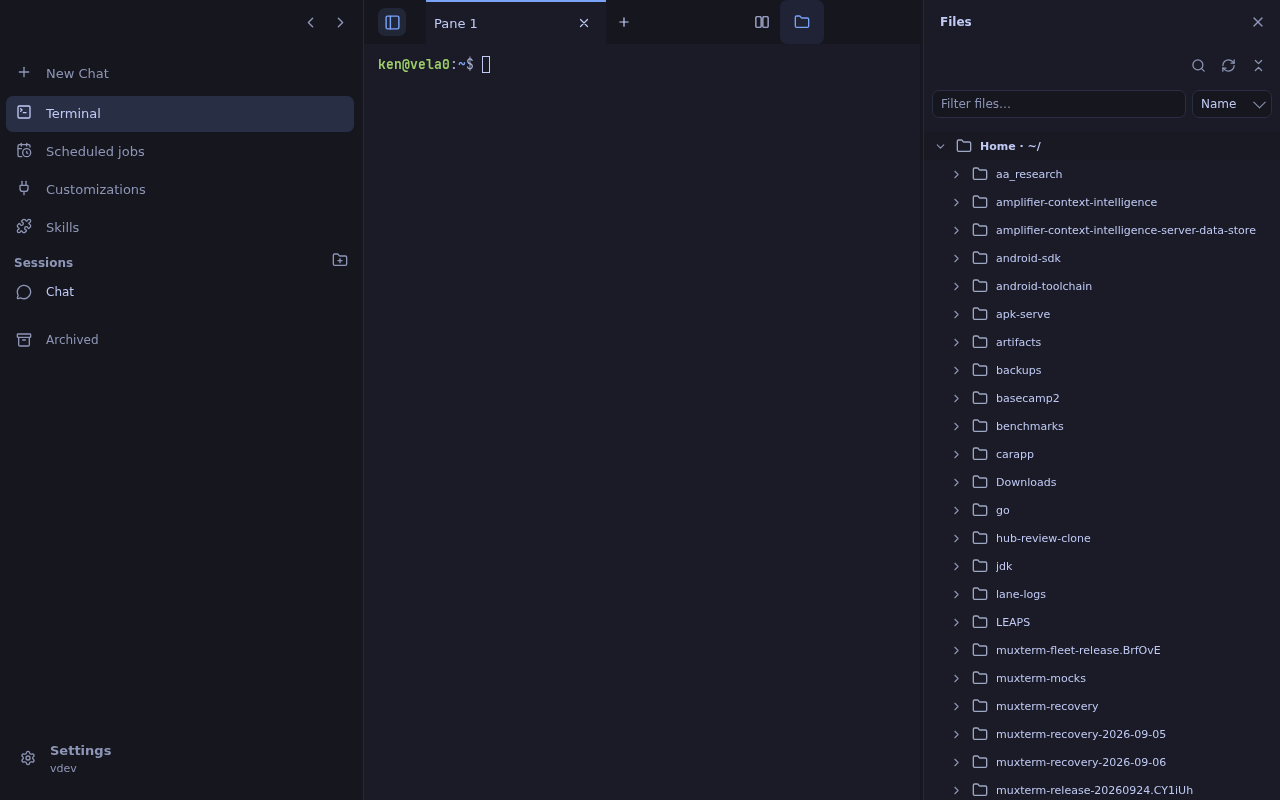 New Chat
Terminal
Scheduled jobs
Customizations
Skills
Sessions
Chat
Archived
Settings
vdev
Pane 1
ken@vela0:~$
Files
Filter files...
Name
Home · ~/
aa_research
amplifier-context-intelligence
amplifier-context-intelligence-server-data-store
android-sdk
android-toolchain
apk-serve
artifacts
backups
basecamp2
benchmarks
carapp
Downloads
go
hub-review-clone
jdk
lane-logs
LEAPS
muxterm-fleet-release.BrfOvE
muxterm-mocks
muxterm-recovery
muxterm-recovery-2026-09-05
muxterm-recovery-2026-09-06
muxterm-release-20260924.CY1iUh